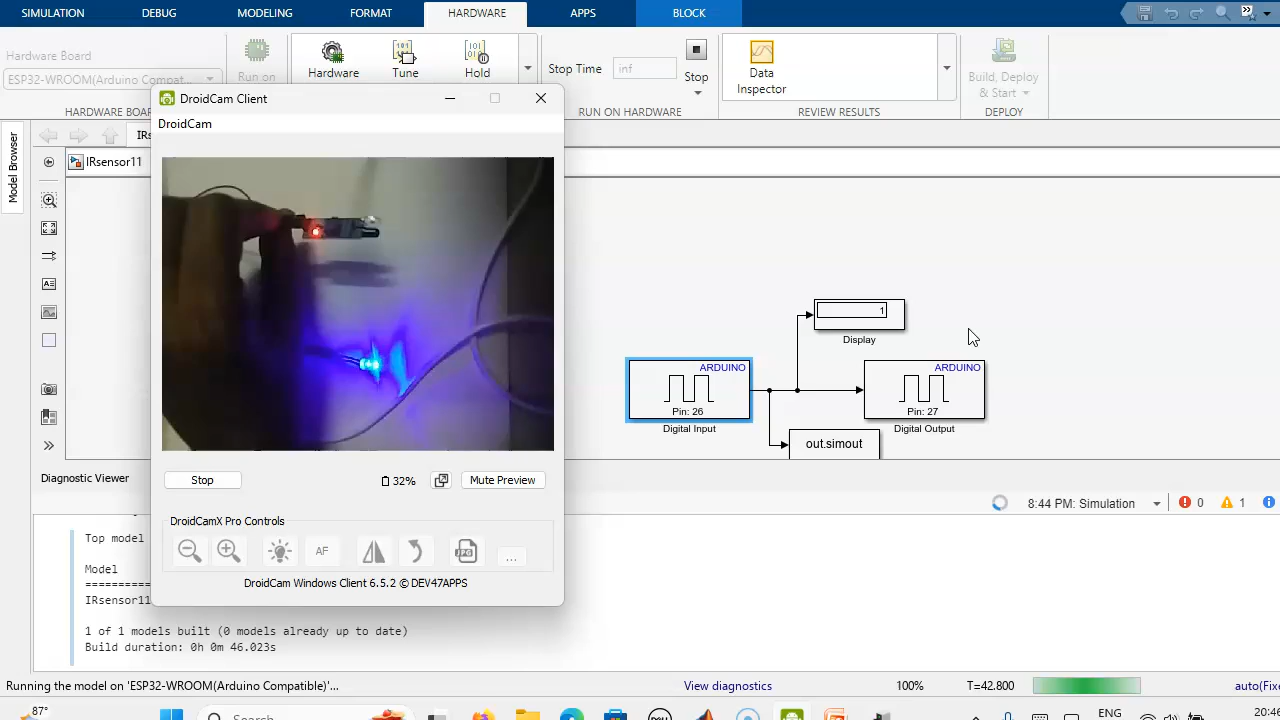 SIMULATION DEBUG MODELING FORMAT HARDWARE APPS BLOCK
Hardware Board
ESP32-WROOM(Arduino Compat...
Run on
Hardware
Tune
Hold
Stop Time inf
Stop
Data
Inspector
Build, Deploy
& Start
HARDWARE BOA
RUN ON HARDWARE
REVIEW RESULTS
DEPLOY
Model Browser
IRs
IRsensor11
DroidCam Client
DroidCam
Stop
32%
Mute Preview
DroidCamX Pro Controls
AF
JPG
...
DroidCam Windows Client 6.5.2 © DEV47APPS
1
Display
ARDUINO
Pin: 26
Digital Input
ARDUINO
Pin: 27
Digital Output
out.simout
Diagnostic Viewer
8:44 PM: Simulation
0
1
Top model
Model
IRsensor11
1 of 1 models built (0 models already up to date)
Build duration: 0h 0m 46.023s
Running the model on 'ESP32-WROOM(Arduino Compatible)'...
View diagnostics
100%
T=42.800
auto(Fixe
87°
Search
ENG
20:46